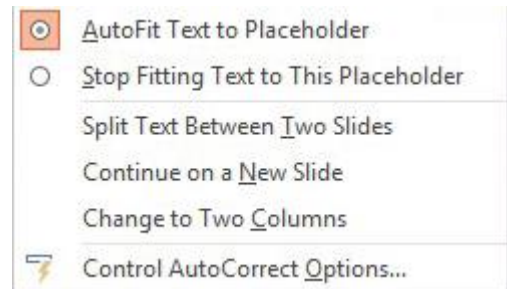 AutoFit Text to Placeholder
Stop Fitting Text to This Placeholder
Split Text Between Two Slides
Continue on a New Slide
Change to Two Columns
Control AutoCorrect Options...